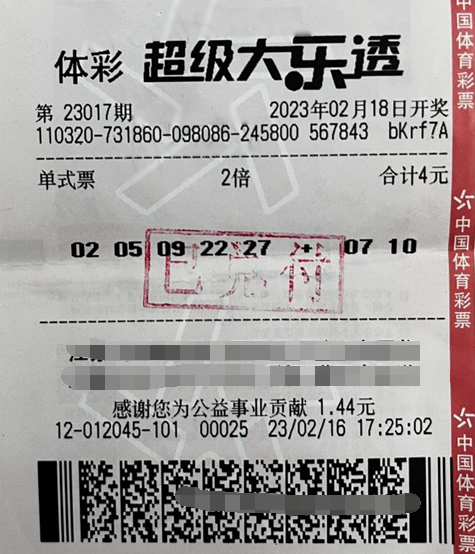 体彩 超级大乐透
第 23017期 2023年02月18日开奖
110320-731860-098086-245800 567843 bKrf7A
单式票 2倍 合计4元
02 05 09 22 27 + 07 10
已兑付
感谢您为公益事业贡献 1.44元
12-012045-101 00025 23/02/16 17:25:02
中国体育彩票
中国体育彩票
中国体育彩票